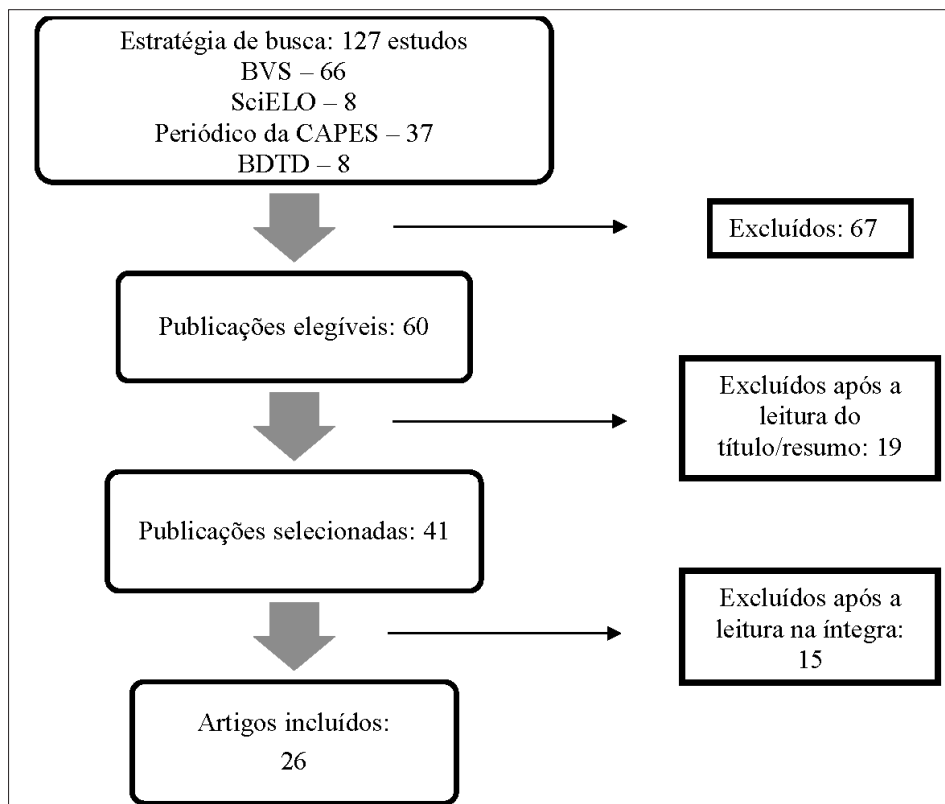 Estratégia de busca: 127 estudos
BVS – 66
SciELO – 8
Periódico da CAPES – 37
BDTD – 8
Excluídos: 67
Publicações elegíveis: 60
Excluídos após a
leitura do
título/resumo: 19
Publicações selecionadas: 41
Excluídos após a
leitura na íntegra:
15
Artigos incluídos:
26